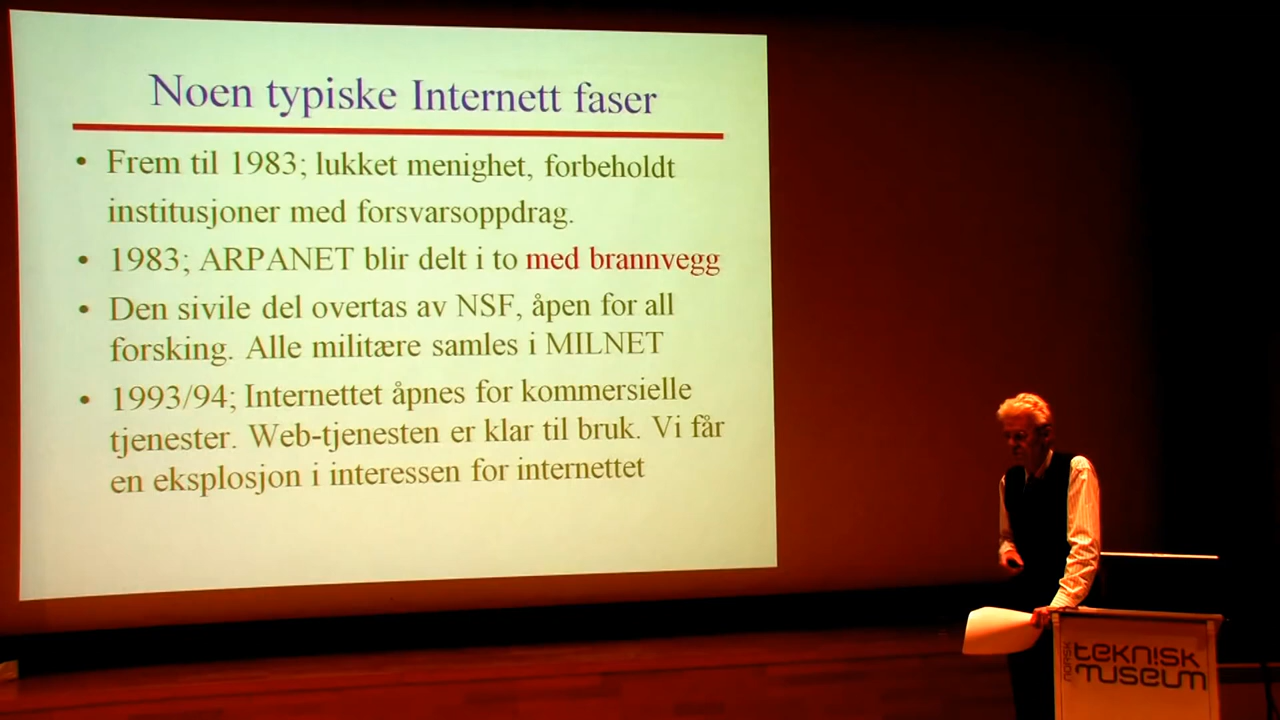 Noen typiske Internett faser
• Frem til 1983; lukket menighet, forbeholdt
institusjoner med forsvarsoppdrag.
• 1983; ARPANET blir delt i to med brannvegg
• Den sivile del overtas av NSF, åpen for all
forsking. Alle militære samles i MILNET
• 1993/94; Internettet åpnes for kommersielle
tjenester. Web-tjenesten er klar til bruk. Vi får
en eksplosjon i interessen for internettet
NORSK
teknisk
museum